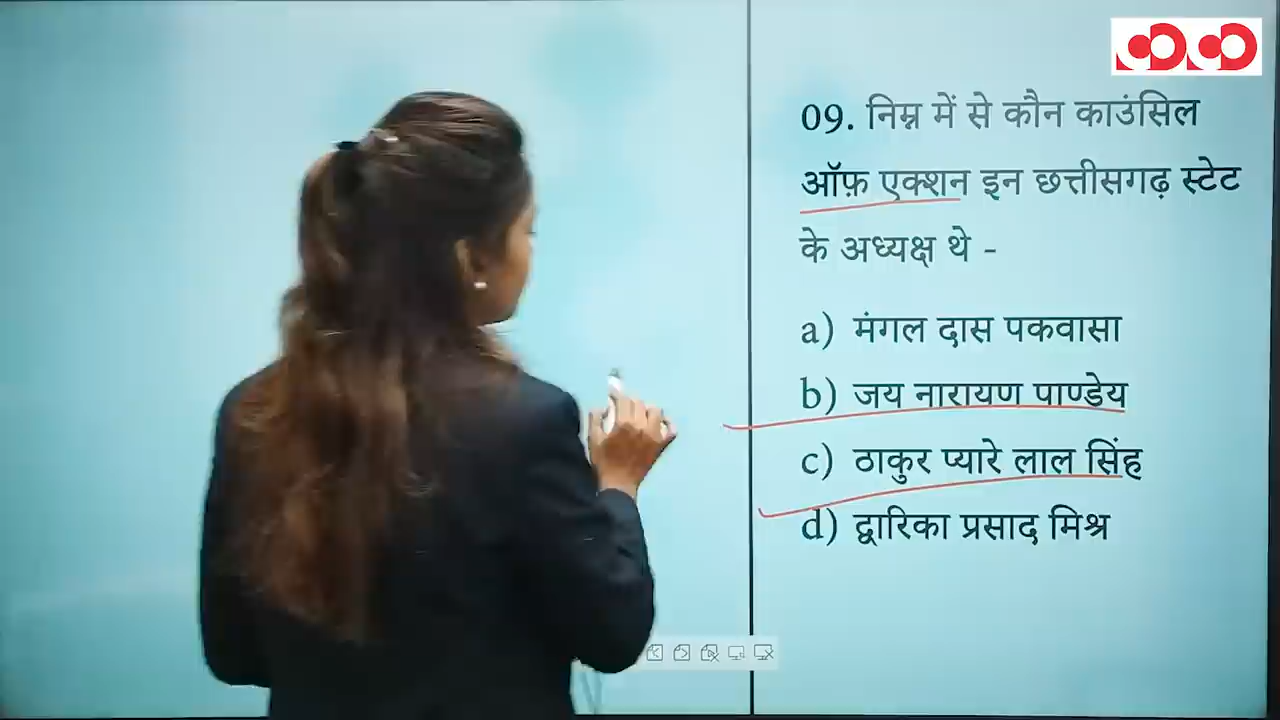 09. निम्न में से कौन काउंसिल
ऑफ़ एक्शन इन छत्तीसगढ़ स्टेट
के अध्यक्ष थे -
a) मंगल दास पकवासा
b) जय नारायण पाण्डेय
c) ठाकुर प्यारे लाल सिंह
d) द्वारिका प्रसाद मिश्र